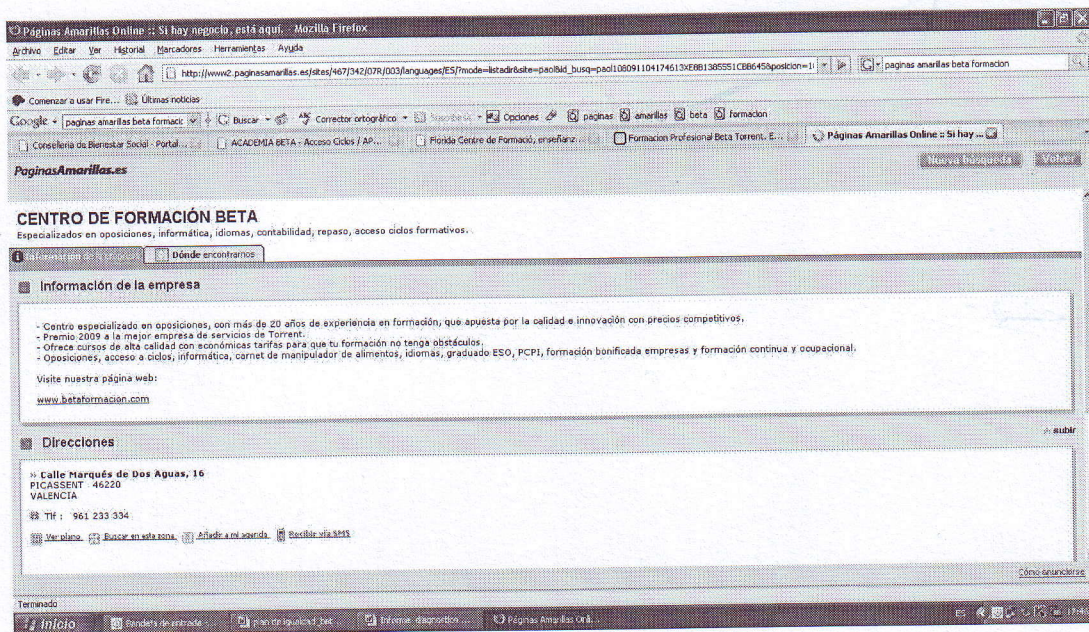 Páginas Amarillas Online :: Si hay negocio, está aquí. - Mozilla Firefox
Archivo Editar Ver Historial Marcadores Herramientas Ayuda
paginas amarillas beta formacion
Comenzar a usar Fire... Últimas noticias
Google paginas amarillas beta formacic Buscar Corrector ortográfico Opciones paginas amarillas beta formacion
Conselleria de Bienestar Social - Portal ... ACADEMIA BETA - Acceso Ciclos / AP... Florida Centre de Formació, enseñanz... Formacion Profesional Beta Torrent. E... Páginas Amarillas Online :: Si hay ...
PaginasAmarillas.es Nueva búsqueda Volver
CENTRO DE FORMACIÓN BETA
Especializados en oposiciones, informática, idiomas, contabilidad, repaso, acceso ciclos formativos.
Dónde encontrarnos
Información de la empresa
- Centro especializado en oposiciones, con más de 20 años de experiencia en formación, que apuesta por la calidad e innovación con precios competitivos.
- Premio 2009 a la mejor empresa de servicios de Torrent.
- Ofrece cursos de alta calidad con económicas tarifas para que tu formación no tenga obstáculos.
- Oposiciones, acceso a ciclos, informática, carnet de manipulador de alimentos, idiomas, graduado ESO, PCPI, formación bonificada empresas y formación continua y ocupacional.
Visite nuestra página web:
www.betaformacion.com
subir
Direcciones
» Calle Marqués de Dos Aguas, 16
PICASSENT 46220
VALENCIA
Tlf : 961 233 334
Ver plano Buscar en esta zona Añadir a mi agenda Recibir vía SMS
Cómo anunciarse
Terminado
Inicio Bandeja de entrada - ... plan de igualdad_bet... Informe diagnostico ... Páginas Amarillas Onli... ES